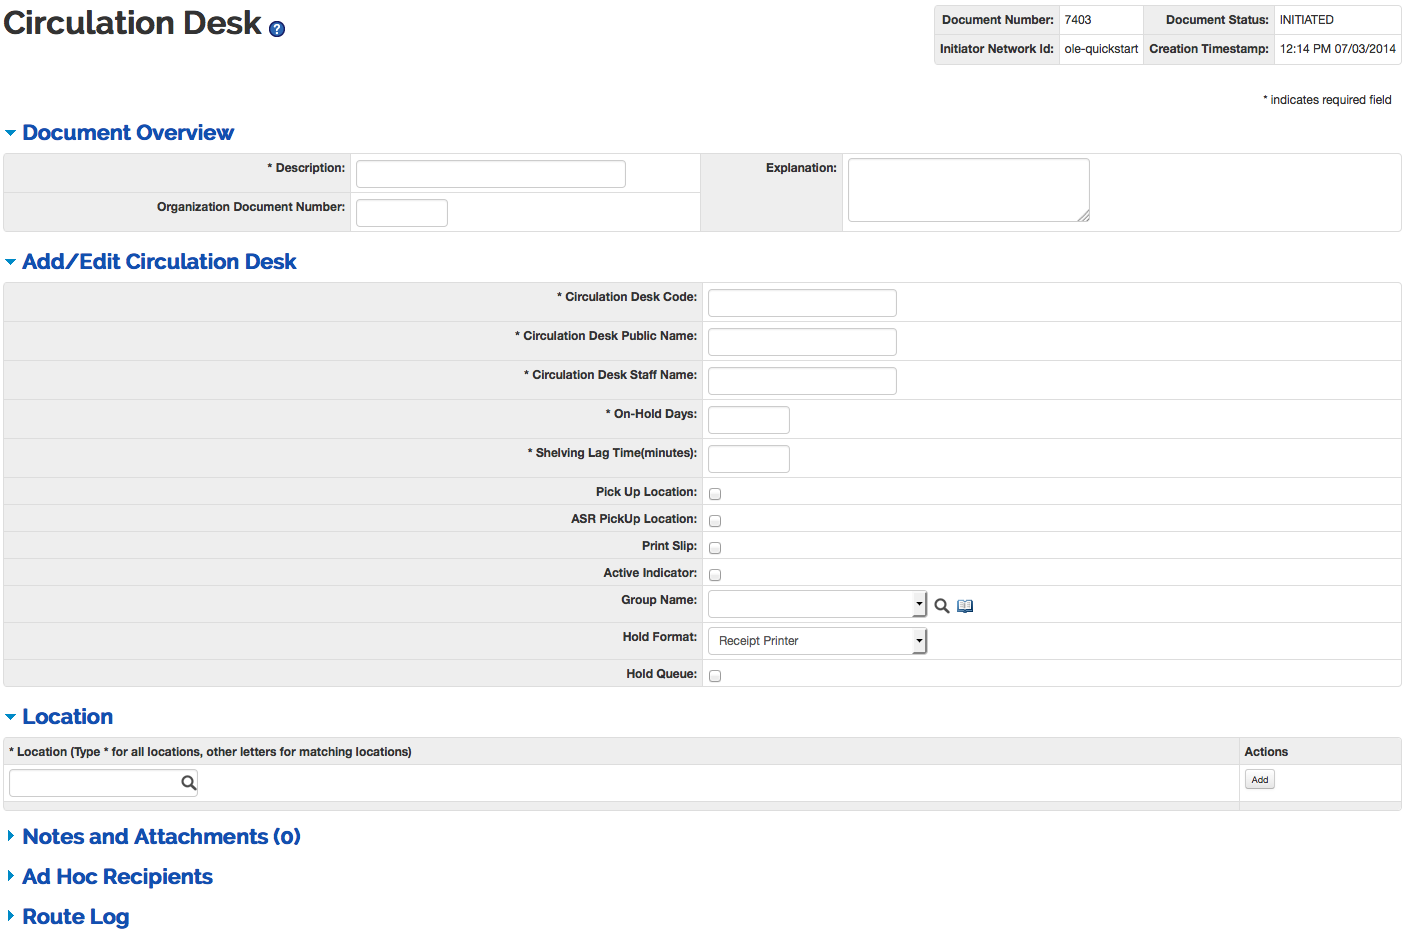 Circulation Desk ?
Document Number: 7403 Document Status: INITIATED
Initiator Network Id: ole-quickstart Creation Timestamp: 12:14 PM 07/03/2014
* indicates required field
Document Overview
* Description: Explanation:
Organization Document Number:
Add/Edit Circulation Desk
* Circulation Desk Code:
* Circulation Desk Public Name:
* Circulation Desk Staff Name:
* On-Hold Days:
* Shelving Lag Time(minutes):
Pick Up Location:
ASR PickUp Location:
Print Slip:
Active Indicator:
Group Name:
Hold Format: Receipt Printer
Hold Queue:
Location
* Location (Type * for all locations, other letters for matching locations) Actions
Add
Notes and Attachments (0)
Ad Hoc Recipients
Route Log